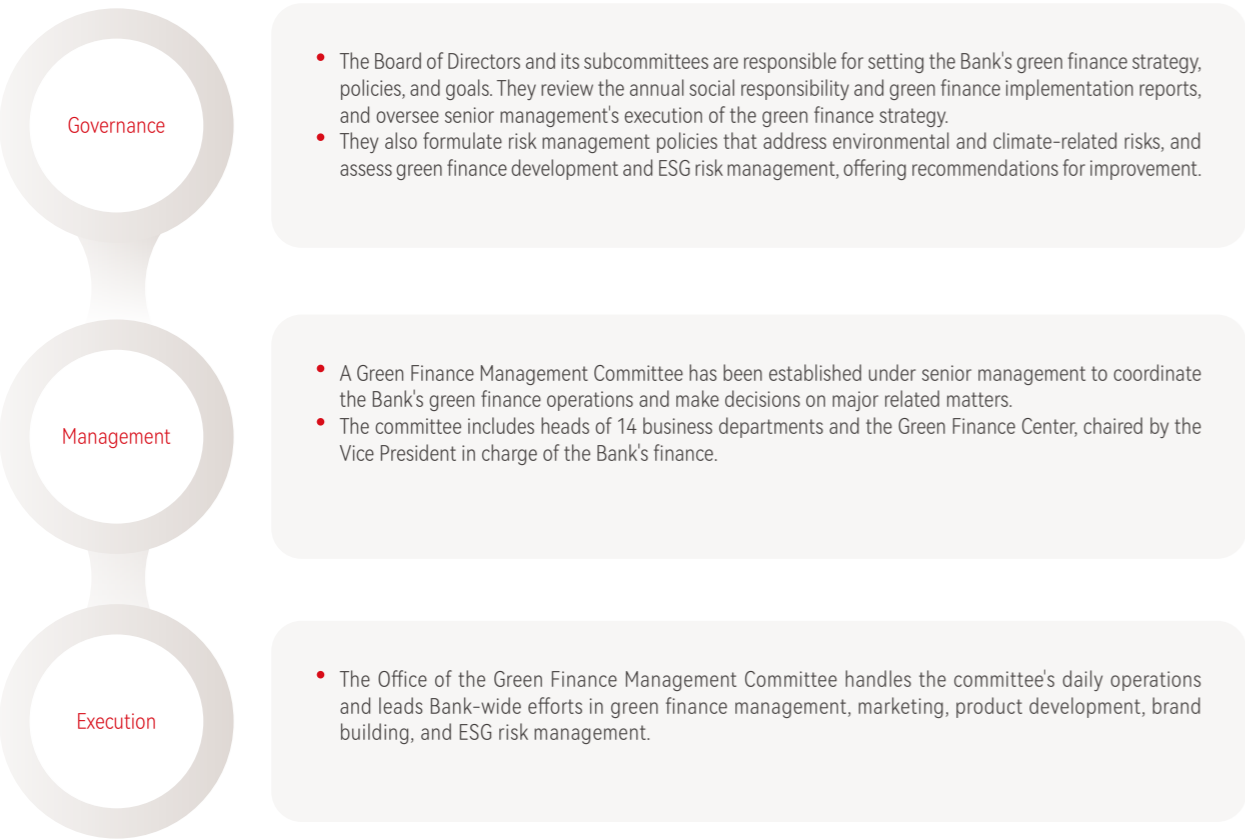 Governance
• The Board of Directors and its subcommittees are responsible for setting the Bank's green finance strategy,
policies, and goals. They review the annual social responsibility and green finance implementation reports,
and oversee senior management's execution of the green finance strategy.
• They also formulate risk management policies that address environmental and climate-related risks, and
assess green finance development and ESG risk management, offering recommendations for improvement.
Management
• A Green Finance Management Committee has been established under senior management to coordinate
the Bank's green finance operations and make decisions on major related matters.
• The committee includes heads of 14 business departments and the Green Finance Center, chaired by the
Vice President in charge of the Bank's finance.
Execution
• The Office of the Green Finance Management Committee handles the committee's daily operations
and leads Bank-wide efforts in green finance management, marketing, product development, brand
building, and ESG risk management.